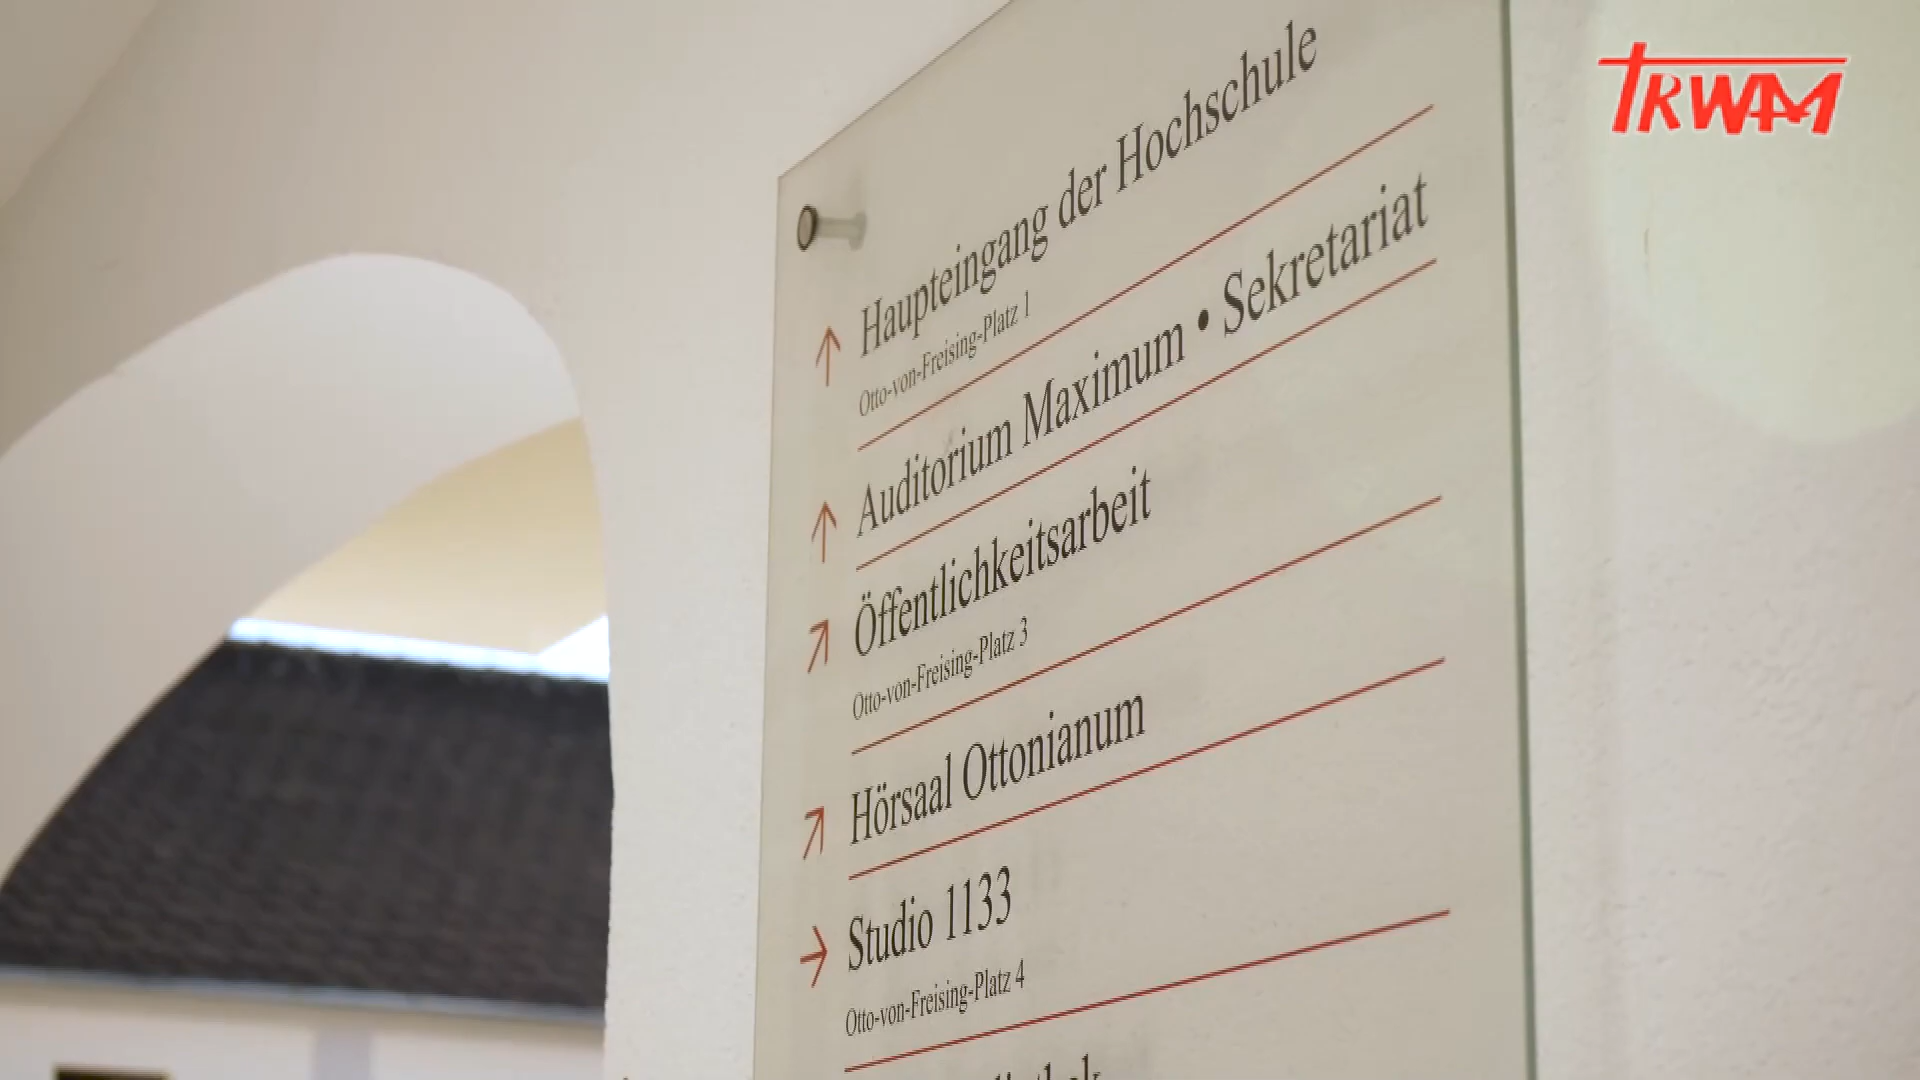 TRWAM
Haupteingang der Hochschule
Otto-von-Freising-Platz 1
Auditorium Maximum • Sekretariat
Öffentlichkeitsarbeit
Otto-von-Freising-Platz 3
Hörsaal Ottonianum
Studio 1133
Otto-von-Freising-Platz 4